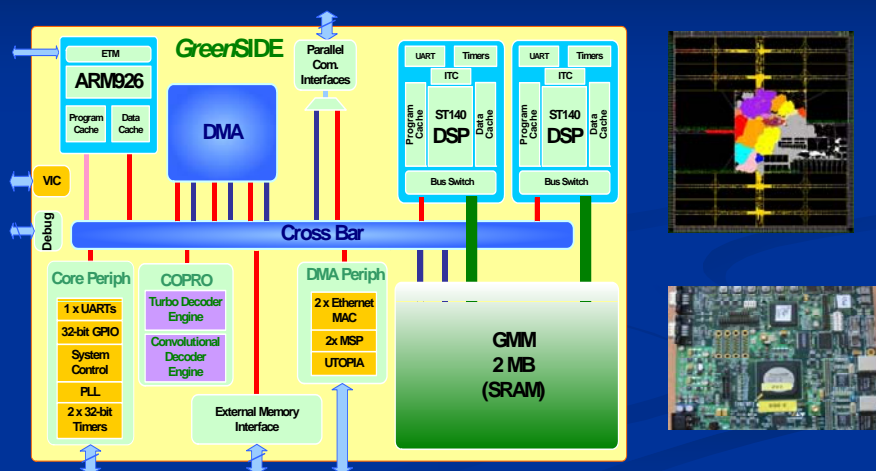 GreenSIDE
ETM
ARM926
Program
Cache
Data
Cache
DMA
Parallel
Com.
Interfaces
UART
Timers
ITC
Program Cache
ST140
DSP
Data Cache
Bus Switch
UART
Timers
ITC
Program Cache
ST140
DSP
Data Cache
Bus Switch
VIC
Debug
Cross Bar
Core Periph
1 x UARTs
32-bit GPIO
System
Control
PLL
2 x 32-bit
Timers
COPRO
Turbo Decoder
Engine
Convolutional
Decoder
Engine
External Memory
Interface
DMA Periph
2 x Ethernet
MAC
2x MSP
UTOPIA
GMM
2 MB
(SRAM)